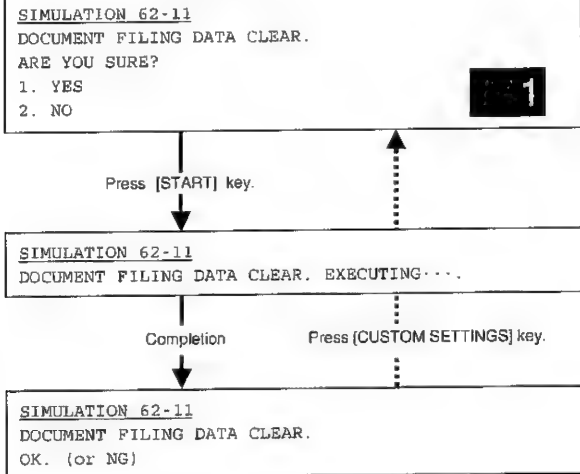 SIMULATION 62-11
DOCUMENT FILING DATA CLEAR.
ARE YOU SURE?
1. YES
2. NO
1
Press [START] key.
SIMULATION 62-11
DOCUMENT FILING DATA CLEAR. EXECUTING····.
Completion
Press [CUSTOM SETTINGS] key.
SIMULATION 62-11
DOCUMENT FILING DATA CLEAR.
OK. (or NG)